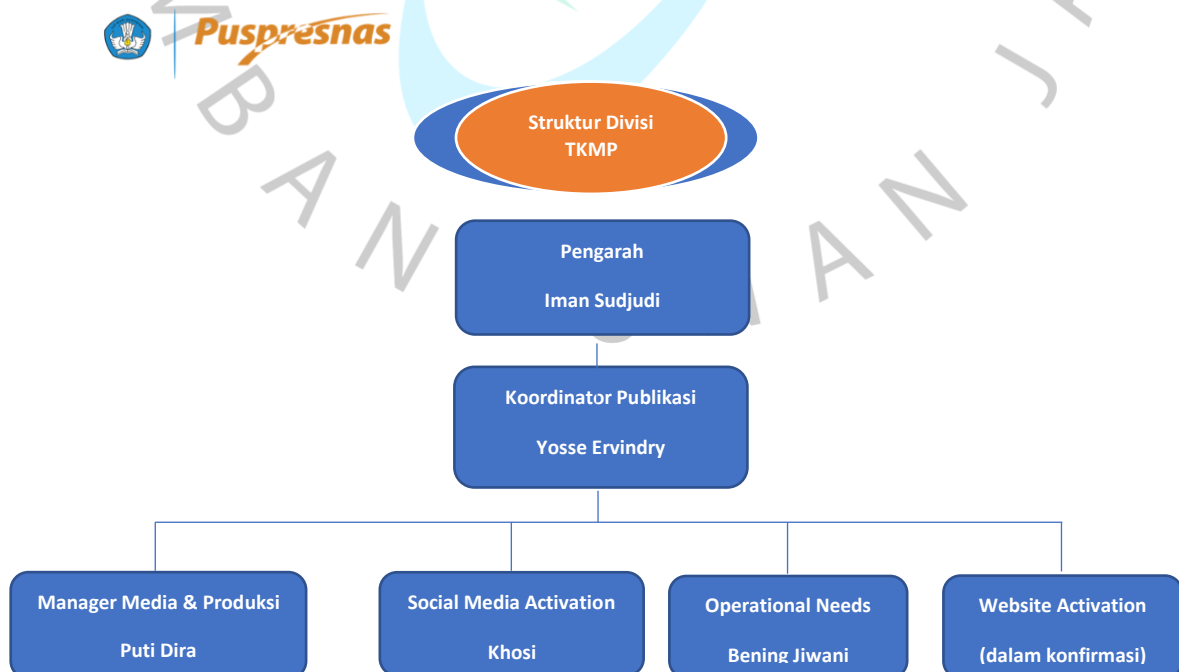 Puspresnas
Struktur Divisi
TKMP
Pengarah
Iman Sudjudi
Koordinator Publikasi
Yosse Ervindry
Manager Media & Produksi
Puti Dira
Social Media Activation
Khosi
Operational Needs
Bening Jiwani
Website Activation
(dalam konfirmasi)